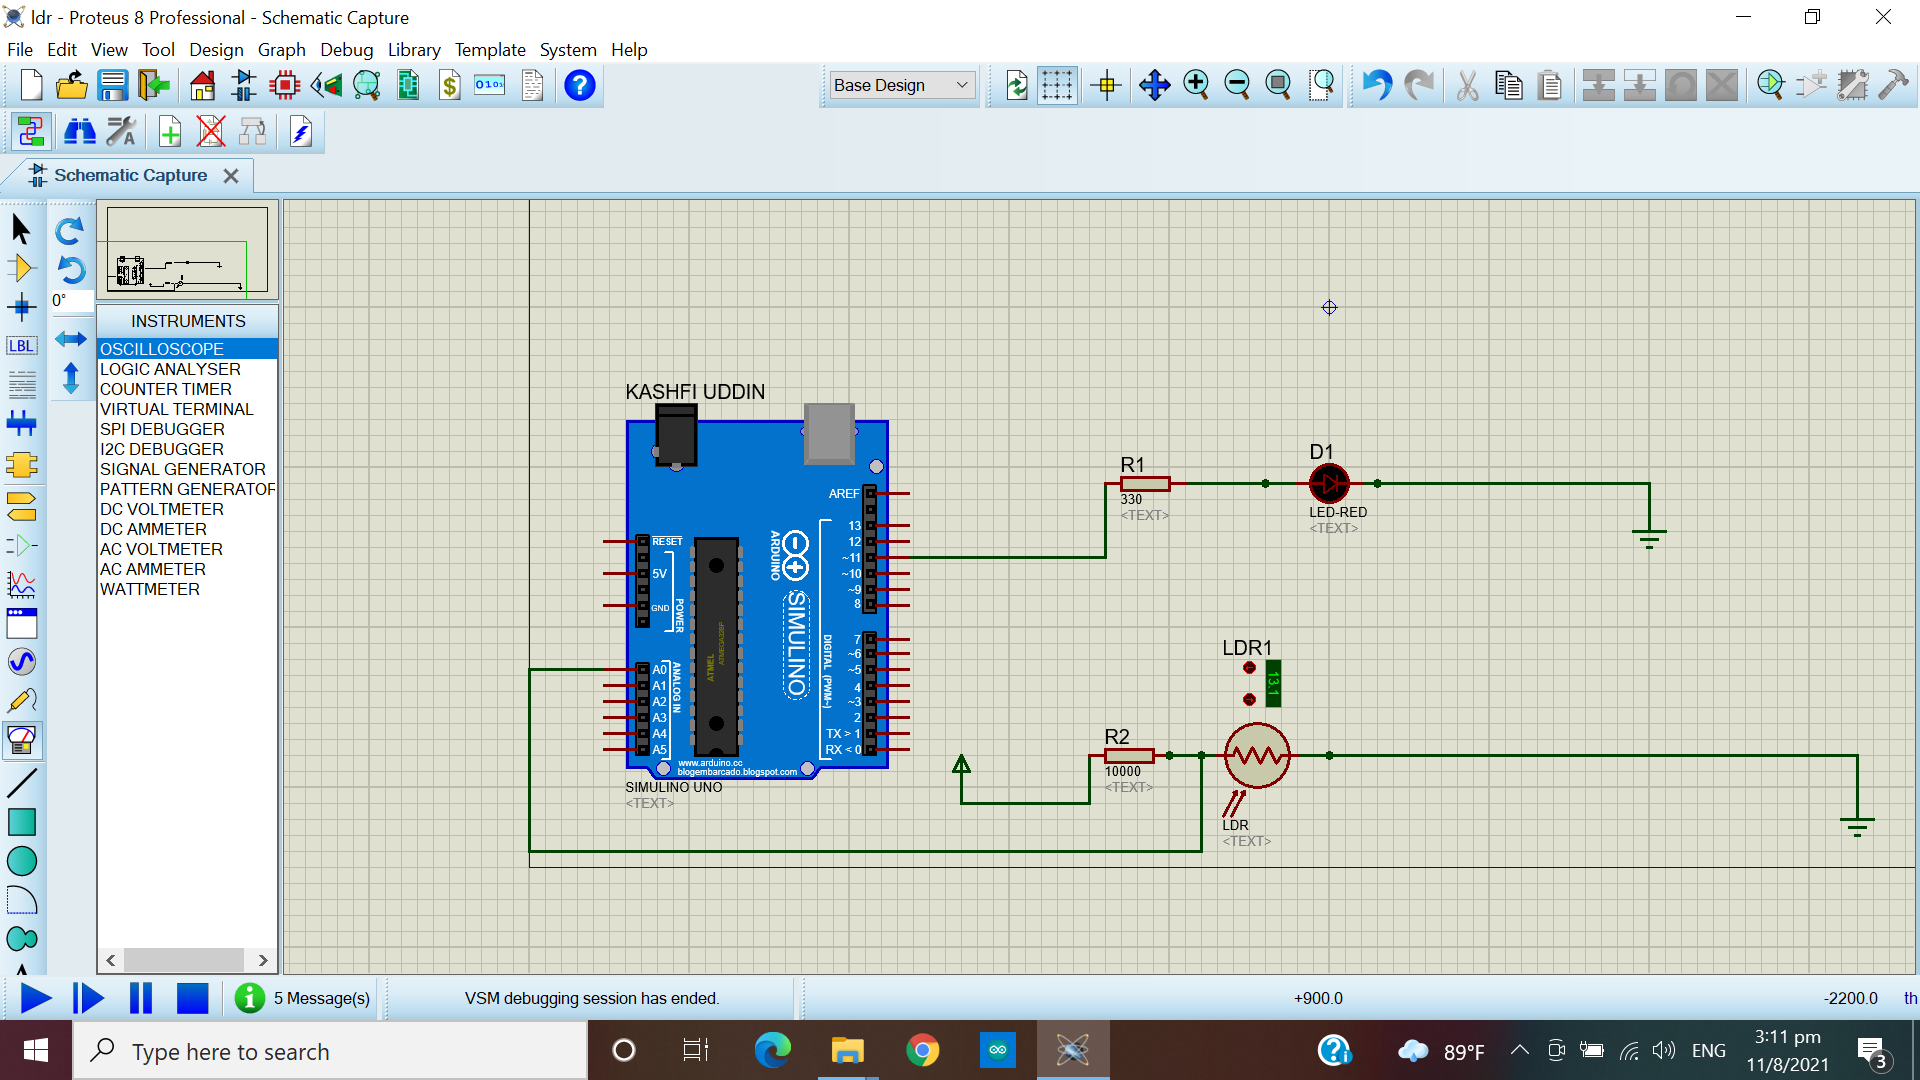 ldr - Proteus 8 Professional - Schematic Capture
File Edit View Tool Design Graph Debug Library Template System Help
Base Design
Schematic Capture
0°
LBL
INSTRUMENTS
OSCILLOSCOPE
LOGIC ANALYSER
COUNTER TIMER
VIRTUAL TERMINAL
SPI DEBUGGER
I2C DEBUGGER
SIGNAL GENERATOR
PATTERN GENERATOR
DC VOLTMETER
DC AMMETER
AC VOLTMETER
AC AMMETER
WATTMETER
KASHFI UDDIN
AREF
13
12
~11
~10
~9
8
7
~6
~5
4
~3
2
TX > 1
RX < 0
RESET
5V
GND
POWER
A0
A1
A2
A3
A4
A5
ANALOG IN
ATMEL
ATMEGA328P
ARDUINO
SIMULINO
DIGITAL (PWM~)
www.arduino.cc
blogembarcado.blogspot.com
SIMULINO UNO
<TEXT>
R1
330
<TEXT>
D1
LED-RED
<TEXT>
LDR1
13.1
R2
10000
<TEXT>
LDR
<TEXT>
5 Message(s)
VSM debugging session has ended.
+900.0
-2200.0
th
Type here to search
89°F
ENG
3:11 pm
11/8/2021
3